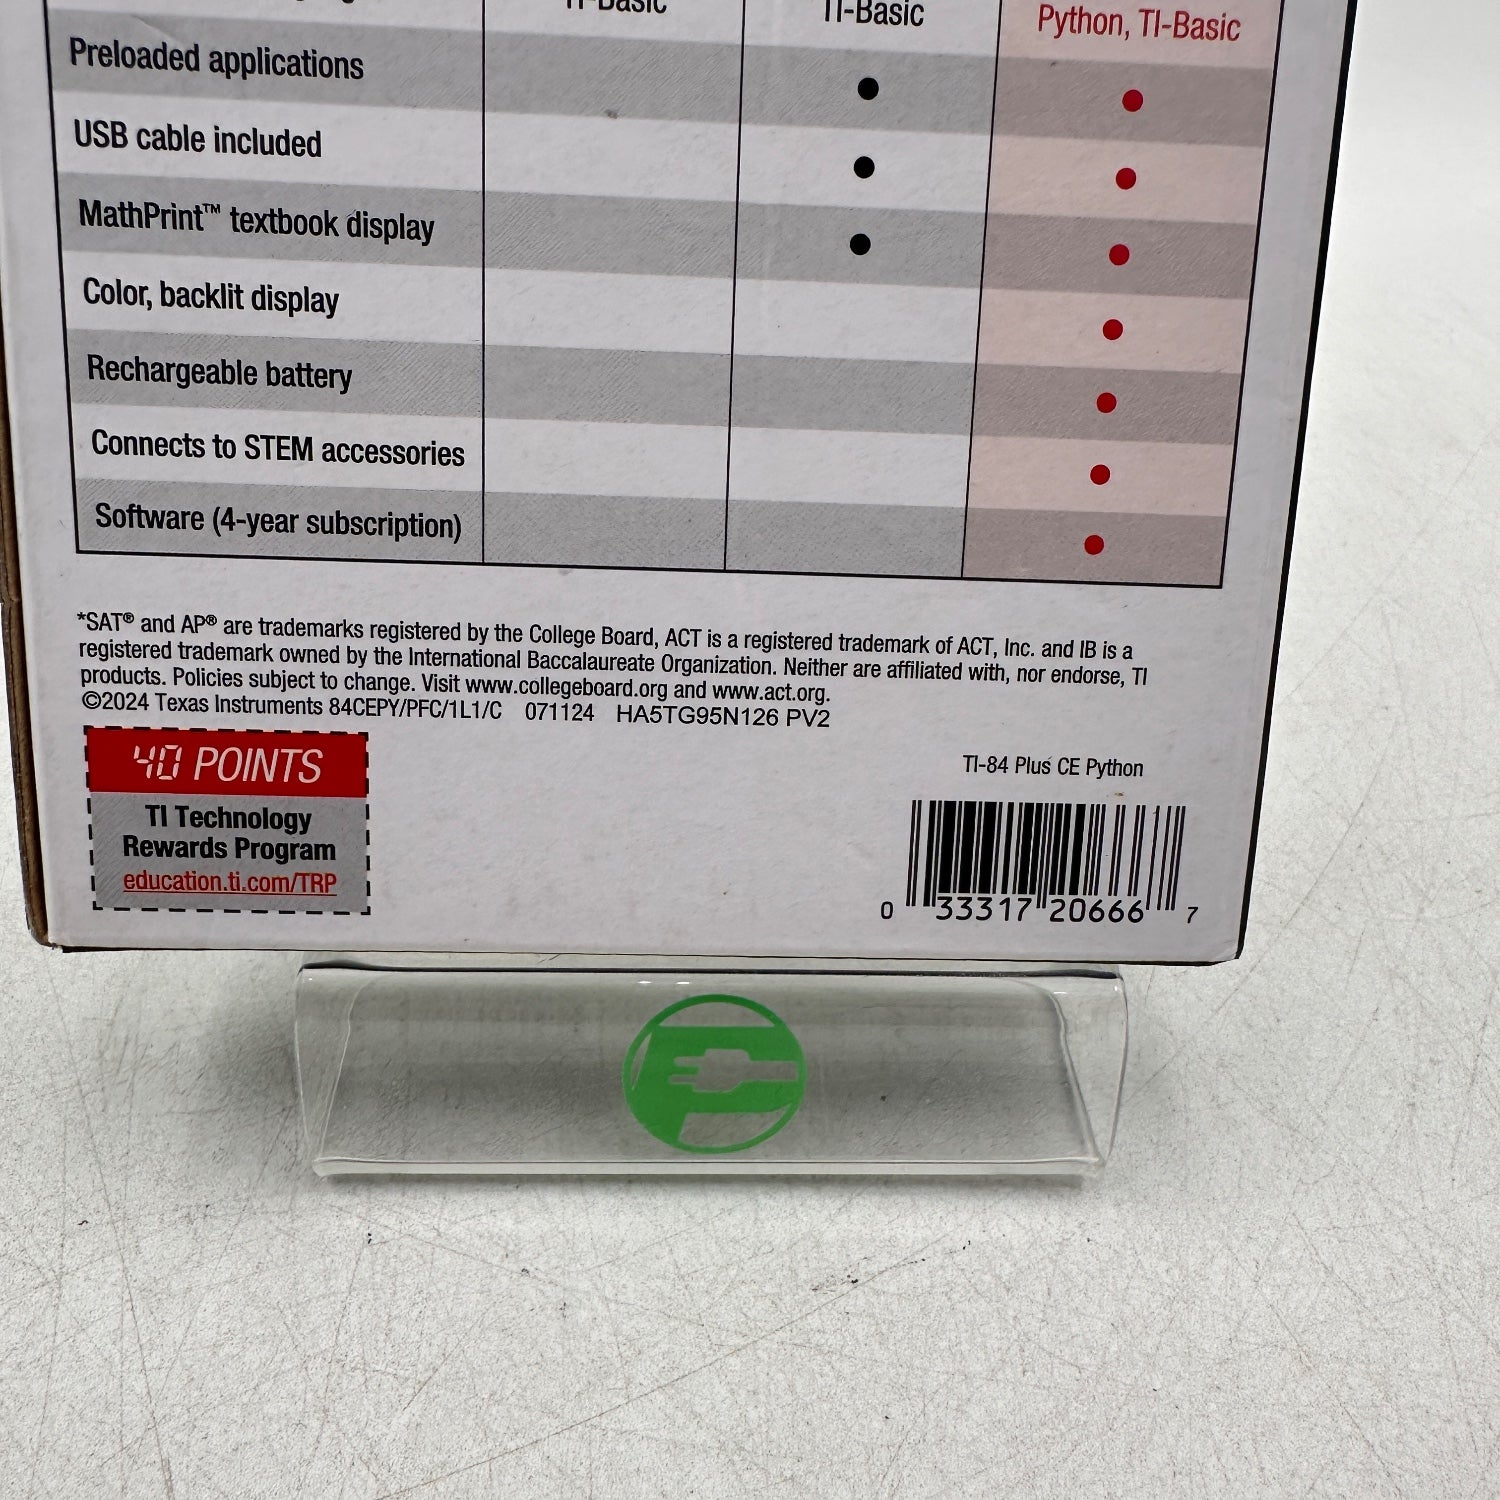 TI-Basic TI-Basic Python, TI-Basic
Preloaded applications
USB cable included
MathPrint™ textbook display
Color, backlit display
Rechargeable battery
Connects to STEM accessories
Software (4-year subscription)
*SAT® and AP® are trademarks registered by the College Board, ACT is a registered trademark of ACT, Inc. and IB is a
registered trademark owned by the International Baccalaureate Organization. Neither are affiliated with, nor endorse, TI
products. Policies subject to change. Visit www.collegeboard.org and www.act.org.
©2024 Texas Instruments 84CEPY/PFC/1L1/C 071124 HA5TG95N126 PV2
40 POINTS
TI Technology
Rewards Program
education.ti.com/TRP
TI-84 Plus CE Python
0 33317 20666 7